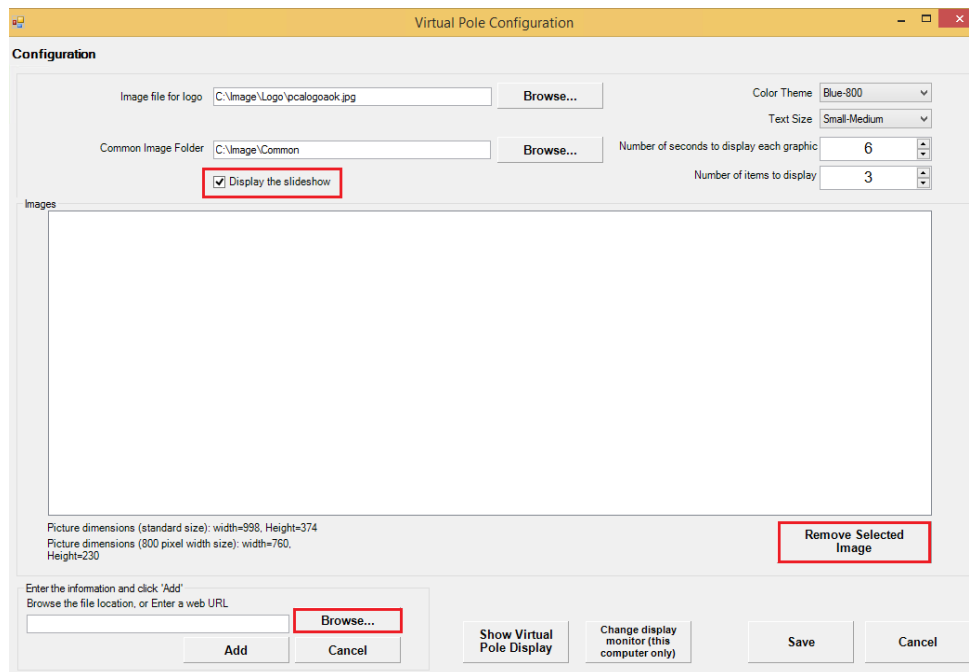 Virtual Pole Configuration
Configuration
Image file for logo C:\Image\Logo\pcalogoaok.jpg Browse... Color Theme Blue-800
Text Size Small-Medium
Common Image Folder C:\Image\Common Browse... Number of seconds to display each graphic 6
Display the slideshow Number of items to display 3
Images
Picture dimensions (standard size): width=998, Height=374
Picture dimensions (800 pixel width size): width=760,
Height=230
Remove Selected
Image
Enter the information and click 'Add'
Browse the file location, or Enter a web URL
Browse...
Add Cancel
Show Virtual
Pole Display
Change display
monitor (this
computer only)
Save Cancel